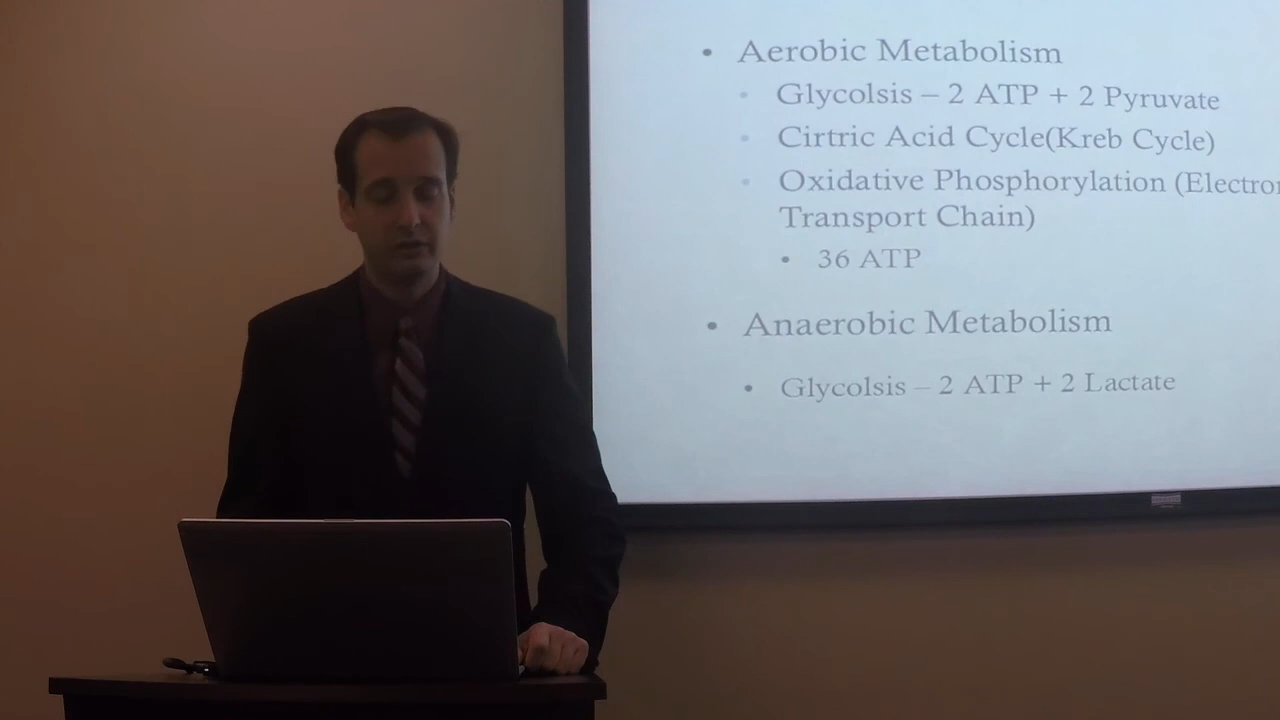 • Aerobic Metabolism
• Glycolsis – 2 ATP + 2 Pyruvate
• Cirtric Acid Cycle(Kreb Cycle)
• Oxidative Phosphorylation (Electron
Transport Chain)
• 36 ATP
• Anaerobic Metabolism
• Glycolsis – 2 ATP + 2 Lactate